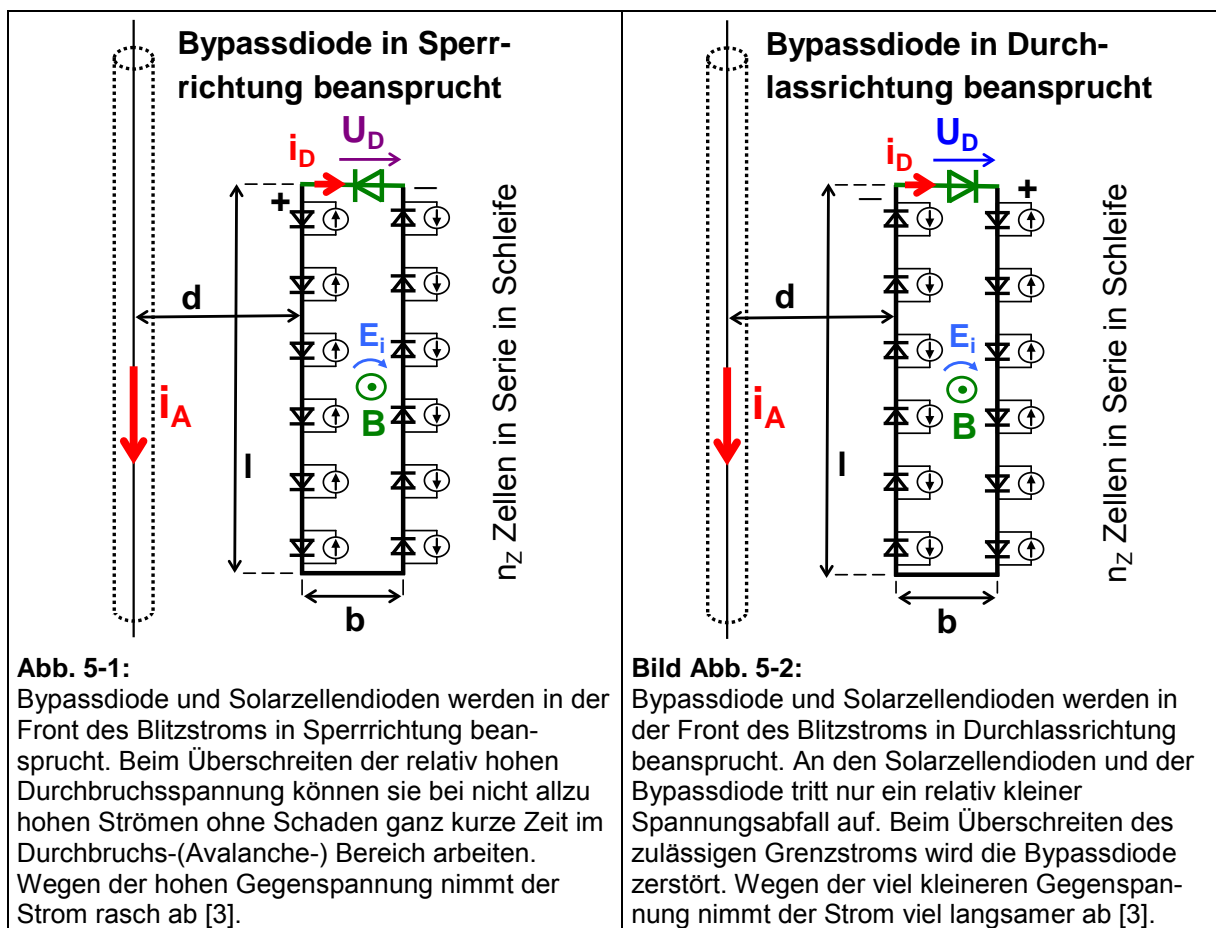 Bypassdiode in Sperr-
richtung beansprucht
U_D
i_D
+
–
d
E_i
B
i_A
l
b
n_Z Zellen in Serie in Schleife
Abb. 5-1:
Bypassdiode und Solarzellendioden werden in der
Front des Blitzstroms in Sperrrichtung bean-
sprucht. Beim Überschreiten der relativ hohen
Durchbruchsspannung können sie bei nicht allzu
hohen Strömen ohne Schaden ganz kurze Zeit im
Durchbruchs-(Avalanche-) Bereich arbeiten.
Wegen der hohen Gegenspannung nimmt der
Strom rasch ab [3].
Bypassdiode in Durch-
lassrichtung beansprucht
U_D
i_D
–
+
d
E_i
B
i_A
l
b
n_Z Zellen in Serie in Schleife
Bild Abb. 5-2:
Bypassdiode und Solarzellendioden werden in
der Front des Blitzstroms in Durchlassrichtung
beansprucht. An den Solarzellendioden und der
Bypassdiode tritt nur ein relativ kleiner
Spannungsabfall auf. Beim Überschreiten des
zulässigen Grenzstroms wird die Bypassdiode
zerstört. Wegen der viel kleineren Gegenspan-
nung nimmt der Strom viel langsamer ab [3].